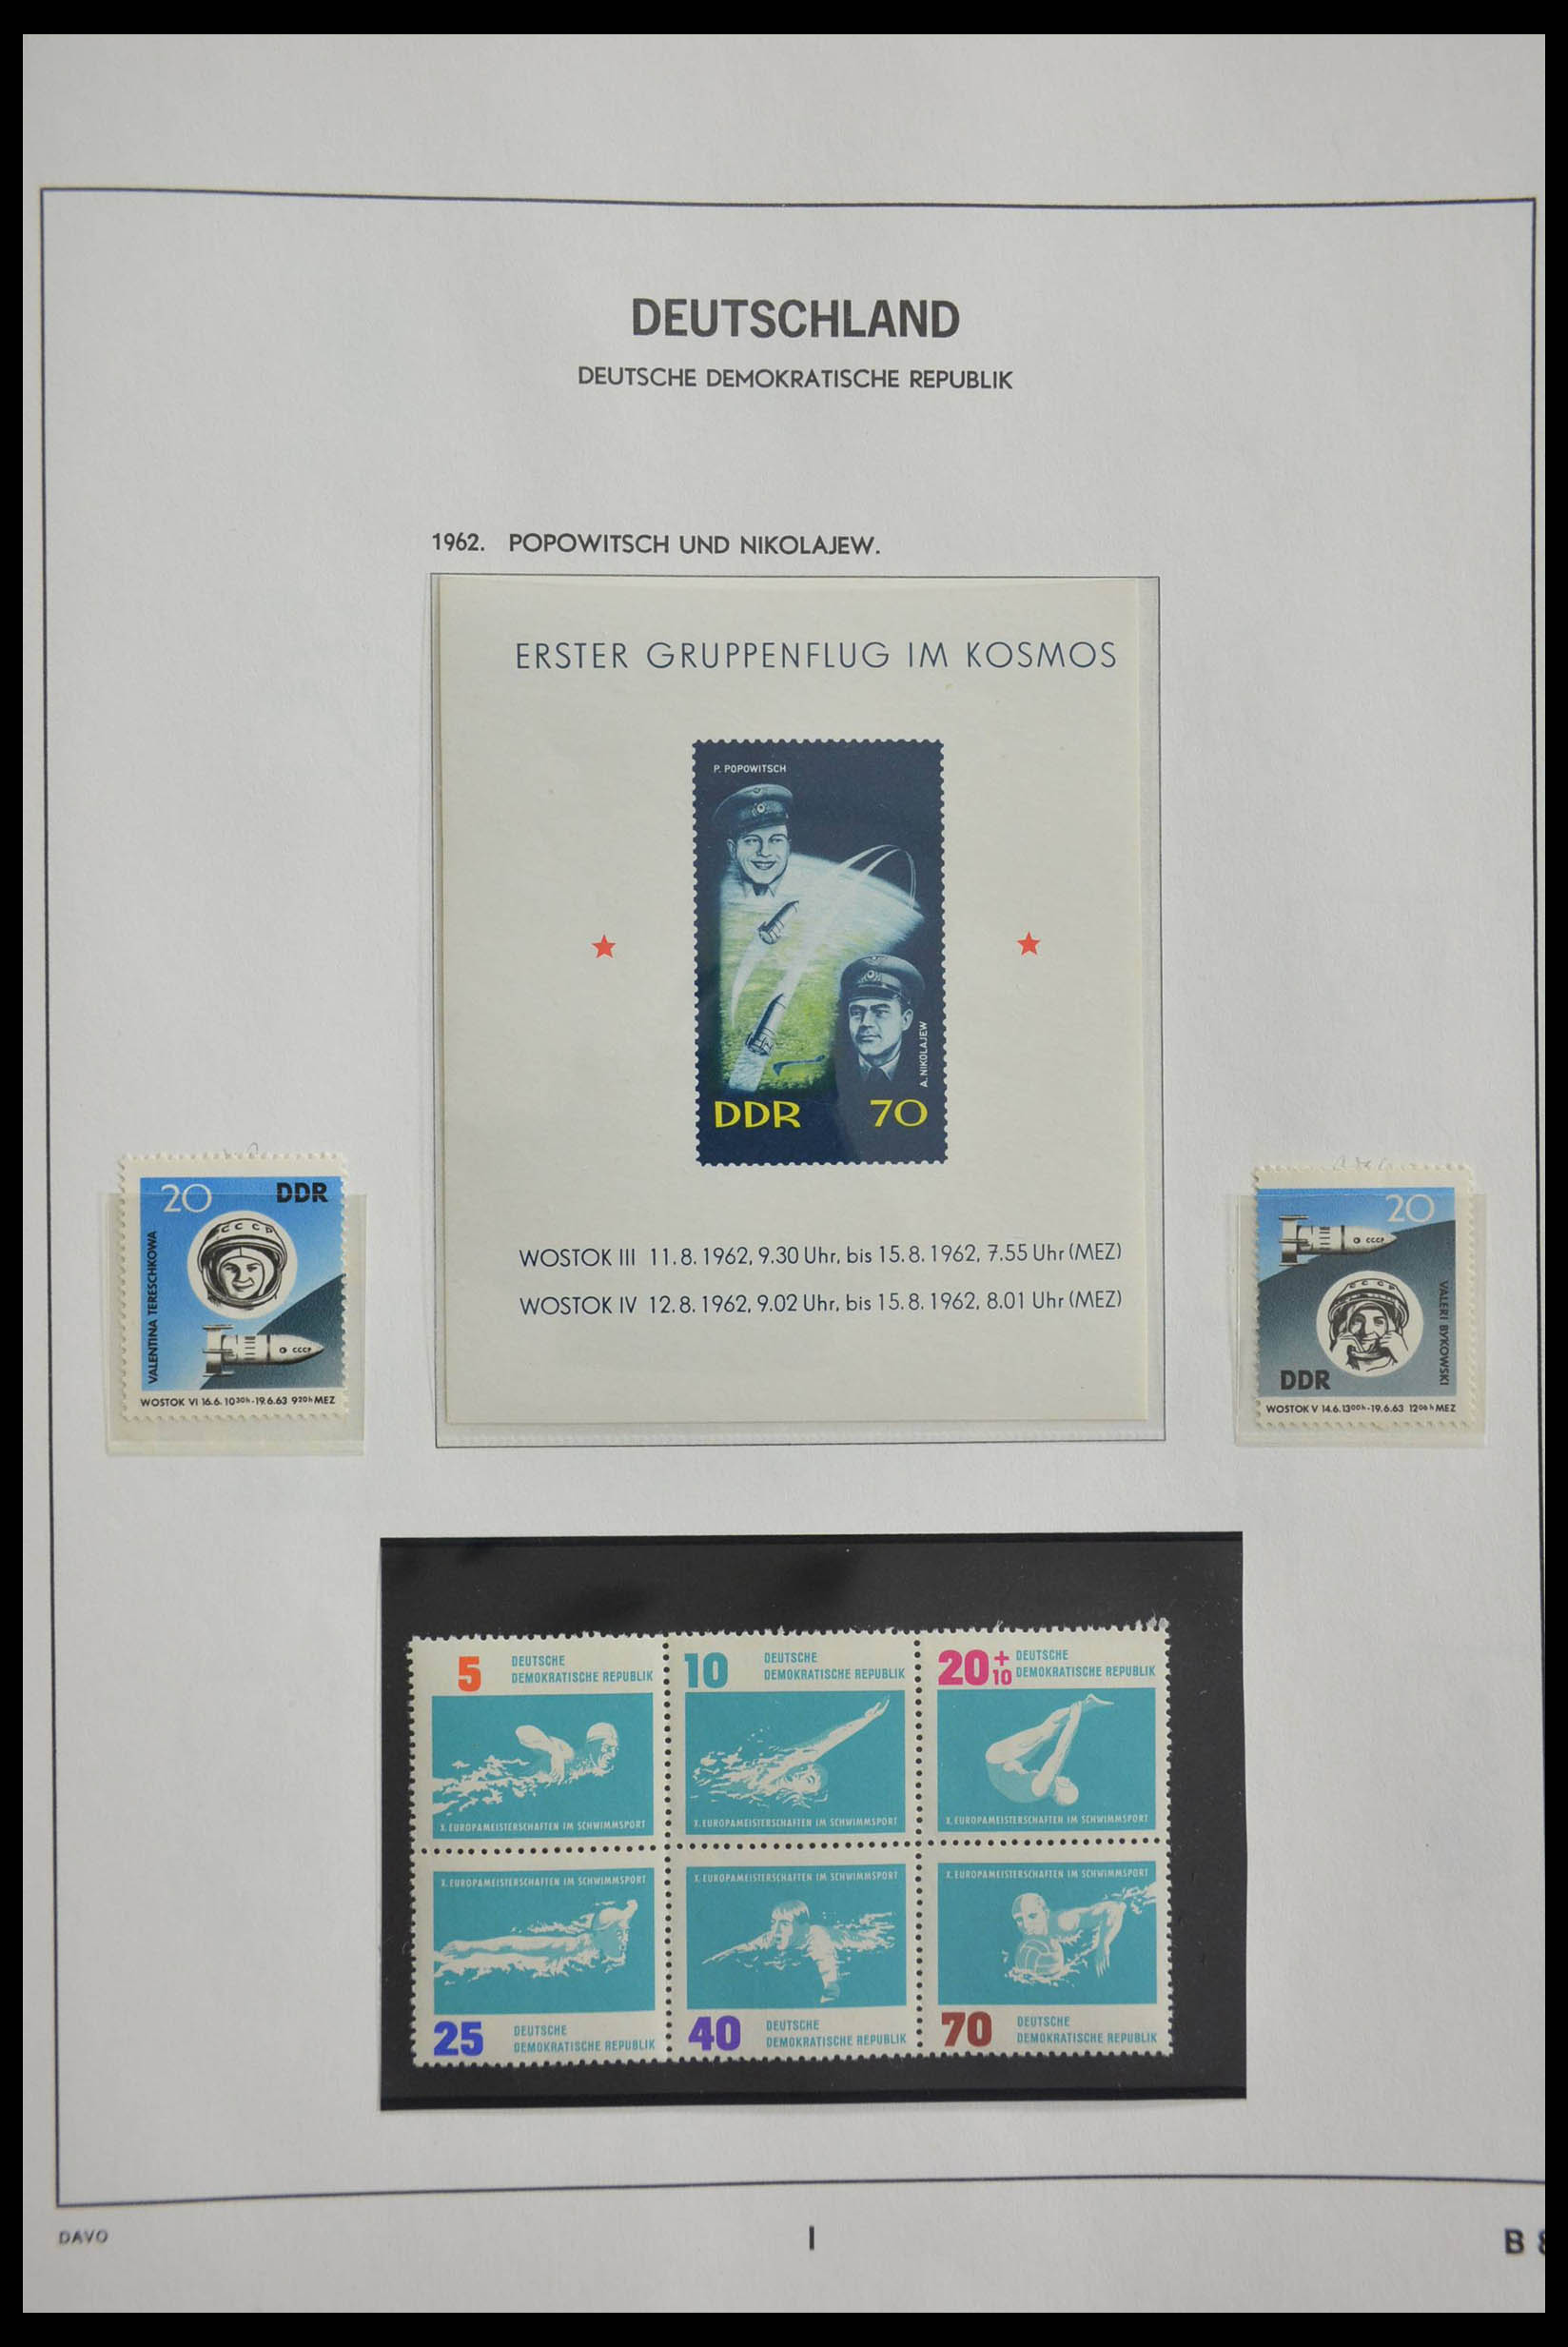 DEUTSCHLAND
DEUTSCHE DEMOKRATISCHE REPUBLIK
1962. POPOWITSCH UND NIKOLAJEW.
ERSTER GRUPPENFLUG IM KOSMOS
P. POPOWITSCH
A. NIKOLAJEW
DDR 70
WOSTOK III 11.8.1962, 9.30 Uhr, bis 15.8.1962, 7.55 Uhr (MEZ)
WOSTOK IV 12.8.1962, 9.02 Uhr, bis 15.8.1962, 8.01 Uhr (MEZ)
20 DDR
CCCP
VALENTINA TERESCHKOWA
CCCP
WOSTOK VI 16.6. 10³⁰ʰ-19.6.63 9²⁰ʰ MEZ
20
CCCP
CCCP
VALERI BYKOWSKI
DDR
WOSTOK V 14.6. 13⁰⁰ʰ-19.6.63 12⁰⁶ʰ MEZ
5 DEUTSCHE
DEMOKRATISCHE REPUBLIK
X. EUROPAMEISTERSCHAFTEN IM SCHWIMMSPORT
10 DEUTSCHE
DEMOKRATISCHE REPUBLIK
X. EUROPAMEISTERSCHAFTEN IM SCHWIMMSPORT
20+10 DEUTSCHE
DEMOKRATISCHE REPUBLIK
X. EUROPAMEISTERSCHAFTEN IM SCHWIMMSPORT
X. EUROPAMEISTERSCHAFTEN IM SCHWIMMSPORT
25 DEUTSCHE
DEMOKRATISCHE REPUBLIK
X. EUROPAMEISTERSCHAFTEN IM SCHWIMMSPORT
40 DEUTSCHE
DEMOKRATISCHE REPUBLIK
X. EUROPAMEISTERSCHAFTEN IM SCHWIMMSPORT
70 DEUTSCHE
DEMOKRATISCHE REPUBLIK
DAVO
I
B